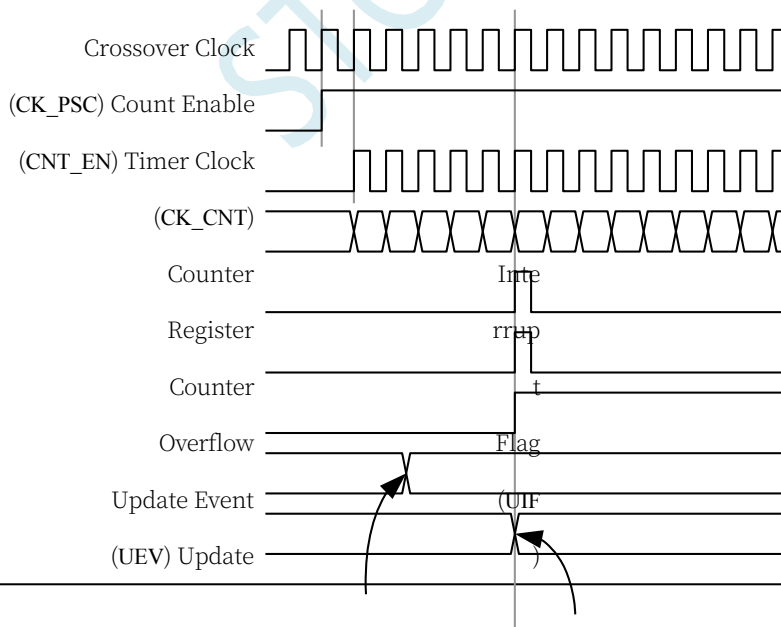 Crossover Clock
(CK_PSC) Count Enable
(CNT_EN) Timer Clock
(CK_CNT)
Counter Inte
Register rrup
Counter t
Overflow Flag
Update Event (UIF
(UEV) Update )